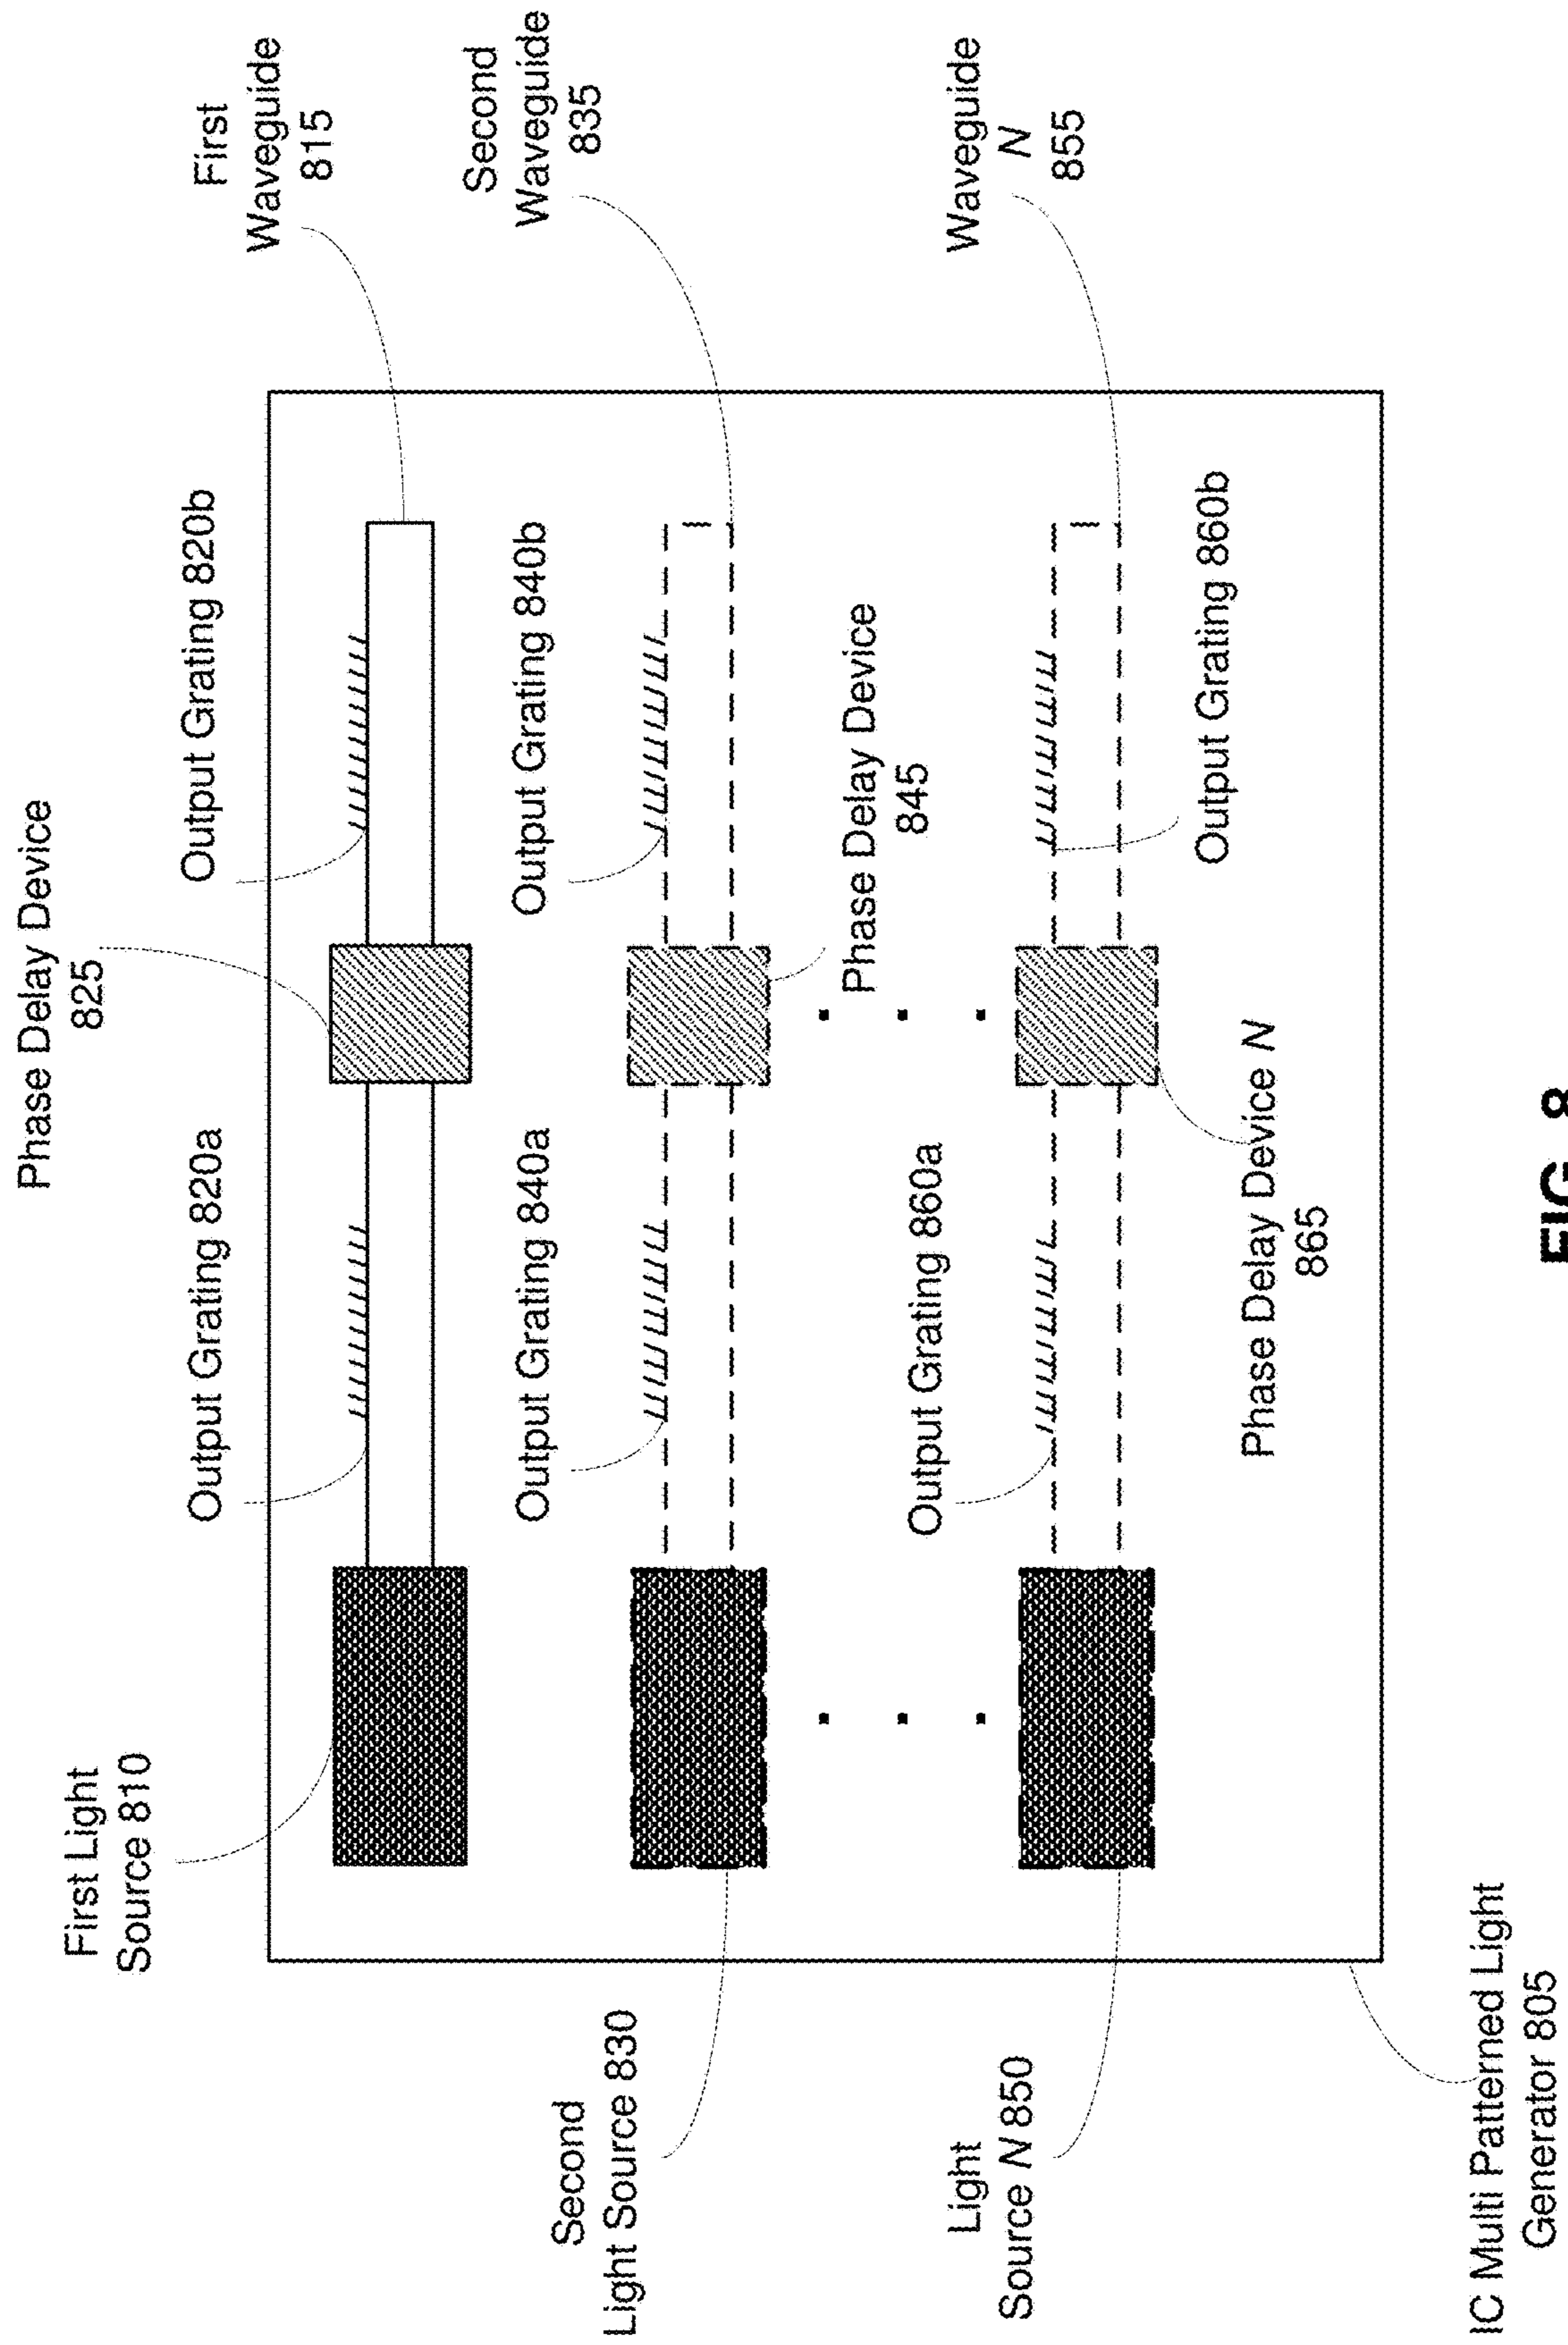 Phase Delay Device
825
First Light
Source 810
Output Grating 820a
Output Grating 820b
First
Waveguide
815
Second
Light Source 830
Output Grating 840a
Output Grating 840b
Second
Waveguide
835
Phase Delay Device
845
Light
Source N 850
Output Grating 860a
Output Grating 860b
Waveguide
N
855
Phase Delay Device N
865
IC Multi Patterned Light
Generator 805
FIG. 8